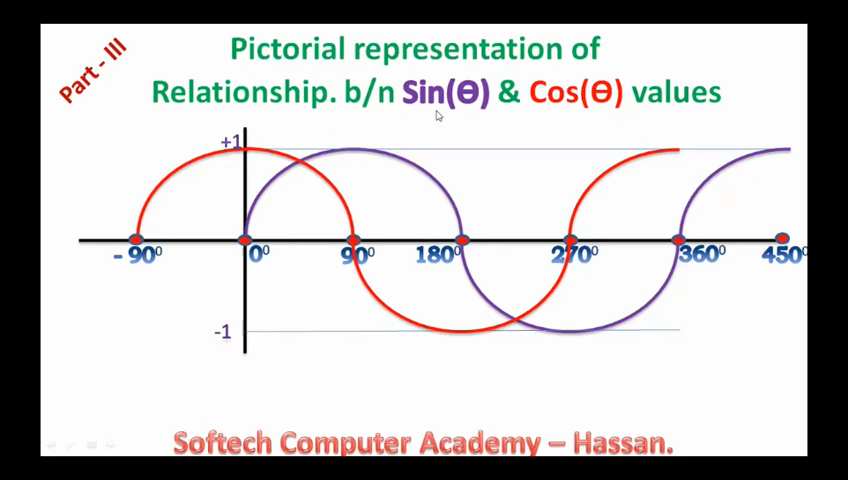 Part - III
Pictorial representation of
Relationship. b/n Sin(Ɵ) & Cos(Ɵ) values
+1
- 90⁰ 0⁰ 90⁰ 180⁰ 270⁰ 360⁰ 450⁰
-1
Softech Computer Academy – Hassan.